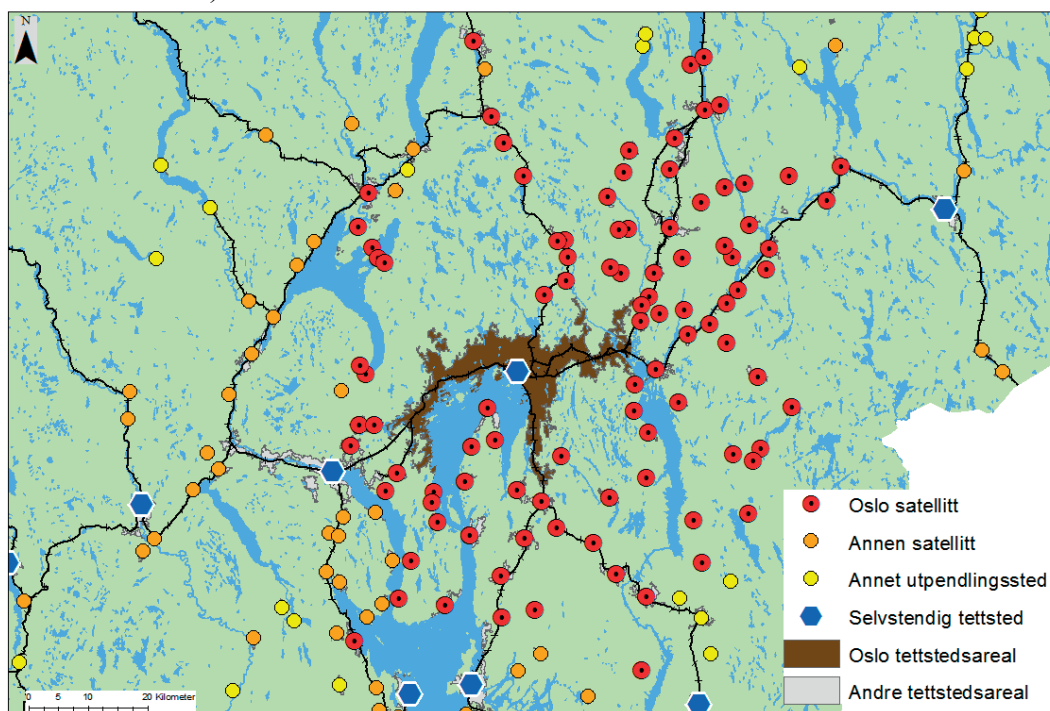 N
Oslo satellitt
Annen satellitt
Annet utpendlingssted
Selvstendig tettsted
Oslo tettstedsareal
Andre tettstedsareal
0 5 10 20 Kilometer